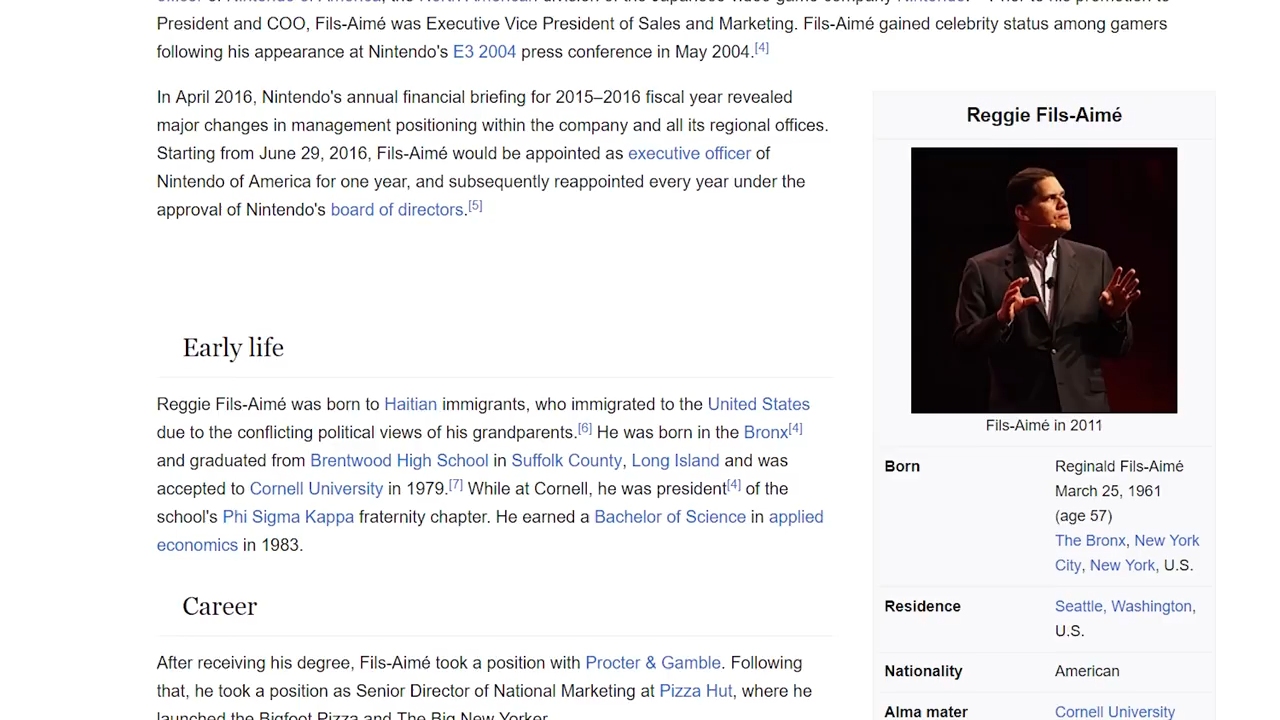 President and COO, Fils-Aimé was Executive Vice President of Sales and Marketing. Fils-Aimé gained celebrity status among gamers
following his appearance at Nintendo's E3 2004 press conference in May 2004.[4]
In April 2016, Nintendo's annual financial briefing for 2015–2016 fiscal year revealed
major changes in management positioning within the company and all its regional offices.
Starting from June 29, 2016, Fils-Aimé would be appointed as executive officer of
Nintendo of America for one year, and subsequently reappointed every year under the
approval of Nintendo's board of directors.[5]
Early life
Reggie Fils-Aimé was born to Haitian immigrants, who immigrated to the United States
due to the conflicting political views of his grandparents.[6] He was born in the Bronx[4]
and graduated from Brentwood High School in Suffolk County, Long Island and was
accepted to Cornell University in 1979.[7] While at Cornell, he was president[4] of the
school's Phi Sigma Kappa fraternity chapter. He earned a Bachelor of Science in applied
economics in 1983.
Career
After receiving his degree, Fils-Aimé took a position with Procter & Gamble. Following
that, he took a position as Senior Director of National Marketing at Pizza Hut, where he
launched the Bigfoot Pizza and The Big New Yorker.
Reggie Fils-Aimé
Fils-Aimé in 2011
Born
Reginald Fils-Aimé
March 25, 1961
(age 57)
The Bronx, New York
City, New York, U.S.
Residence
Seattle, Washington,
U.S.
Nationality
American
Alma mater
Cornell University